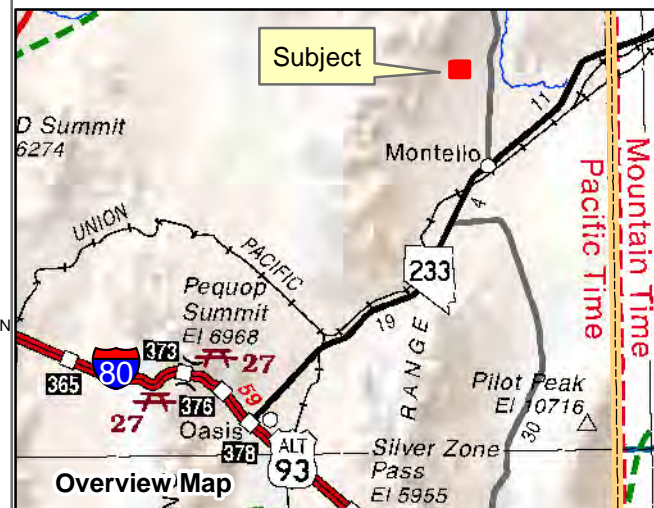 Subject
D Summit
6274
11
Montello
Mountain Time
Pacific Time
4
UNION
PACIFIC
233
Pequop
Summit
El 6968
19
RANGE
N
373
27
80
365
59
Pilot Peak
El 10716
376
27
30
Oasis
ALT
93
378
Silver Zone
Pass
El 5955
Overview Map